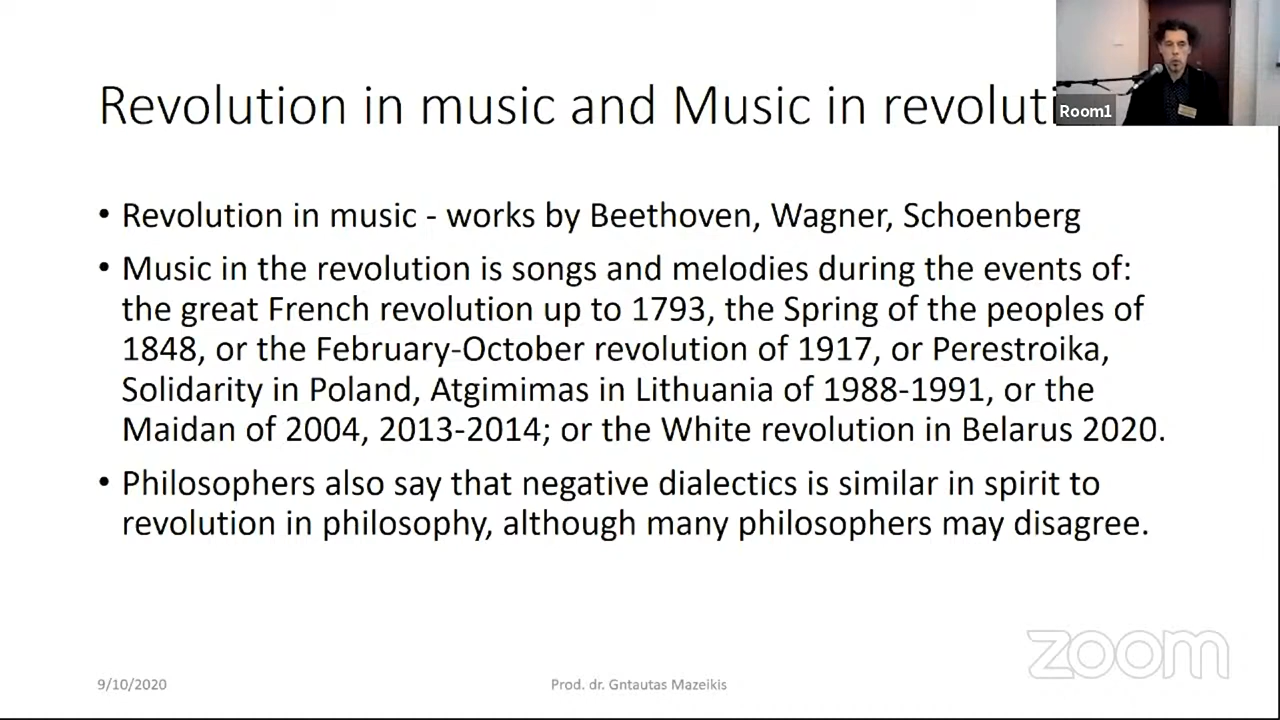 Revolution in music and Music in revoluti
Room1
• Revolution in music - works by Beethoven, Wagner, Schoenberg
• Music in the revolution is songs and melodies during the events of:
the great French revolution up to 1793, the Spring of the peoples of
1848, or the February-October revolution of 1917, or Perestroika,
Solidarity in Poland, Atgimimas in Lithuania of 1988-1991, or the
Maidan of 2004, 2013-2014; or the White revolution in Belarus 2020.
• Philosophers also say that negative dialectics is similar in spirit to
revolution in philosophy, although many philosophers may disagree.
zoom
9/10/2020
Prod. dr. Gntautas Mazeikis